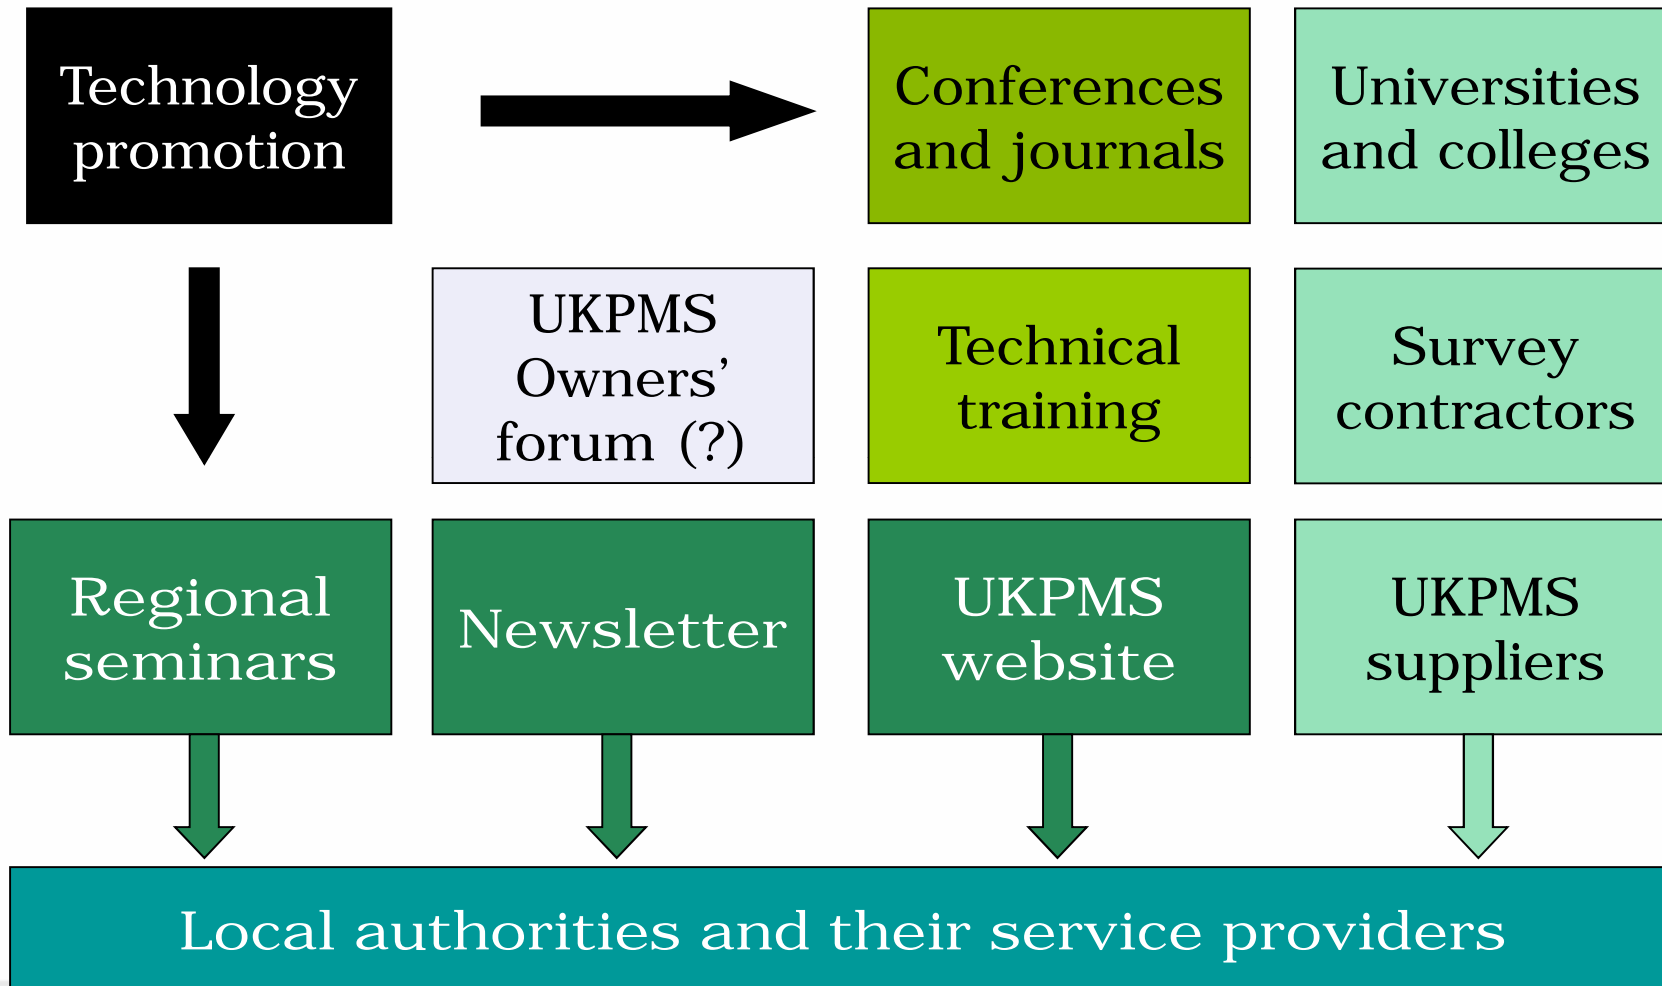 Technology
promotion
Conferences
and journals
Universities
and colleges
UKPMS
Owners’
forum (?)
Technical
training
Survey
contractors
Regional
seminars
Newsletter
UKPMS
website
UKPMS
suppliers
Local authorities and their service providers